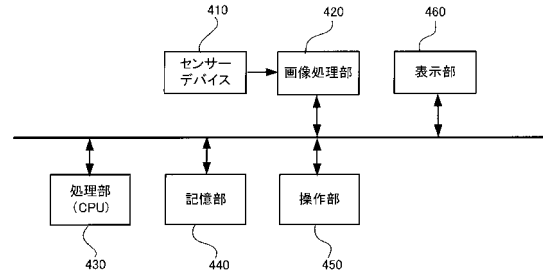 410
420
460
センサー
デバイス
画像処理部
表示部
処理部
(CPU)
記憶部
操作部
430
440
450